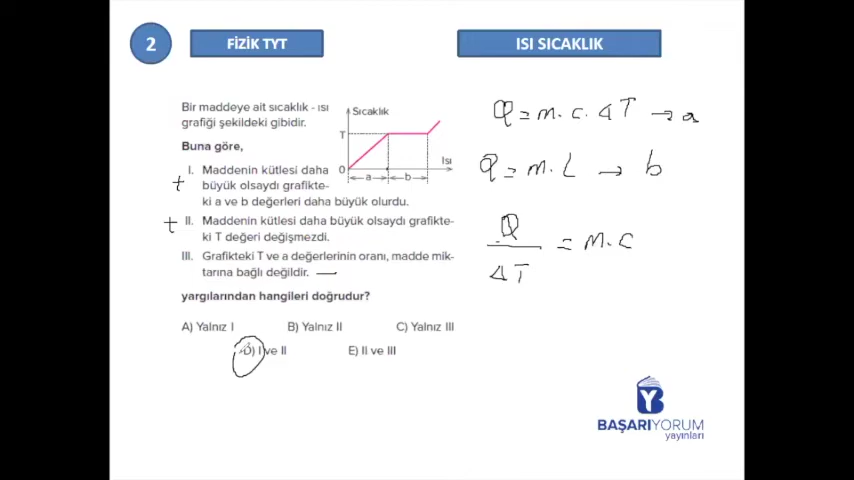 2
FİZİK TYT
ISI SICAKLIK
Bir maddeye ait sıcaklık - ısı
grafiği şekildeki gibidir.
Buna göre,
I. Maddenin kütlesi daha
büyük olsaydı grafikte-
ki a ve b değerleri daha büyük olurdu.
+
II. Maddenin kütlesi daha büyük olsaydı grafikte-
ki T değeri değişmezdi.
+
III. Grafikteki T ve a değerlerinin oranı, madde mik-
tarına bağlı değildir. —
yargılarından hangileri doğrudur?
A) Yalnız I B) Yalnız II C) Yalnız III
D) I ve II E) II ve III
Sıcaklık
T
0
Isı
a b
Q = m. c. ΔT → a
Q = m. L → b
Q
ΔT
= m.c
BAŞARIYORUM
yayınları